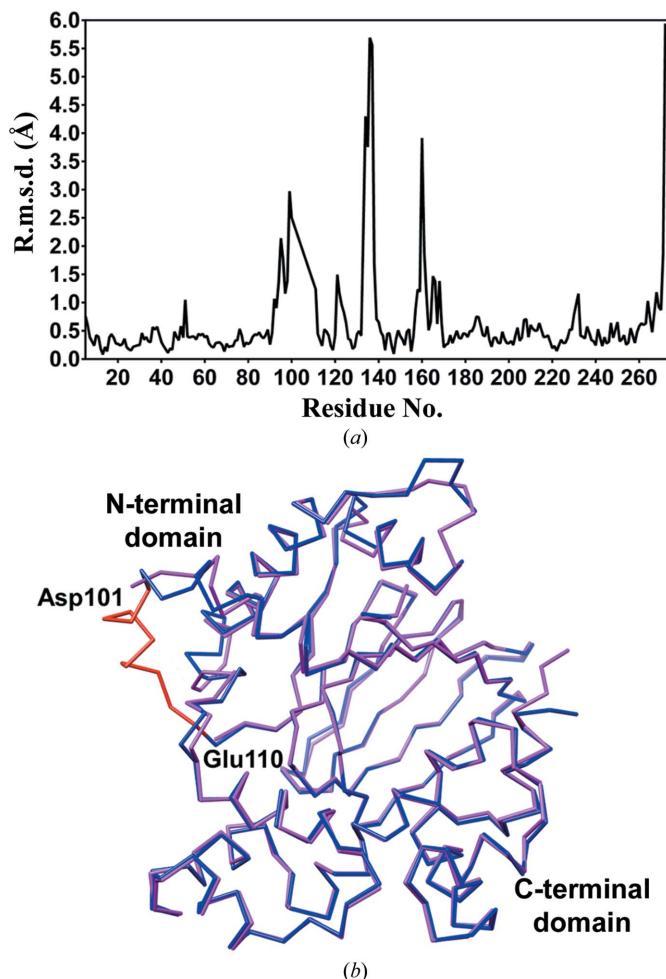 6.0
5.5
5.0
4.5
4.0
3.5
3.0
2.5
2.0
1.5
1.0
0.5
0.0
R.m.s.d. (Å)
20 40 60 80 100 120 140 160 180 200 220 240 260
Residue No.
(a)
N-terminal
domain
Asp101
Glu110
C-terminal
domain
(b)